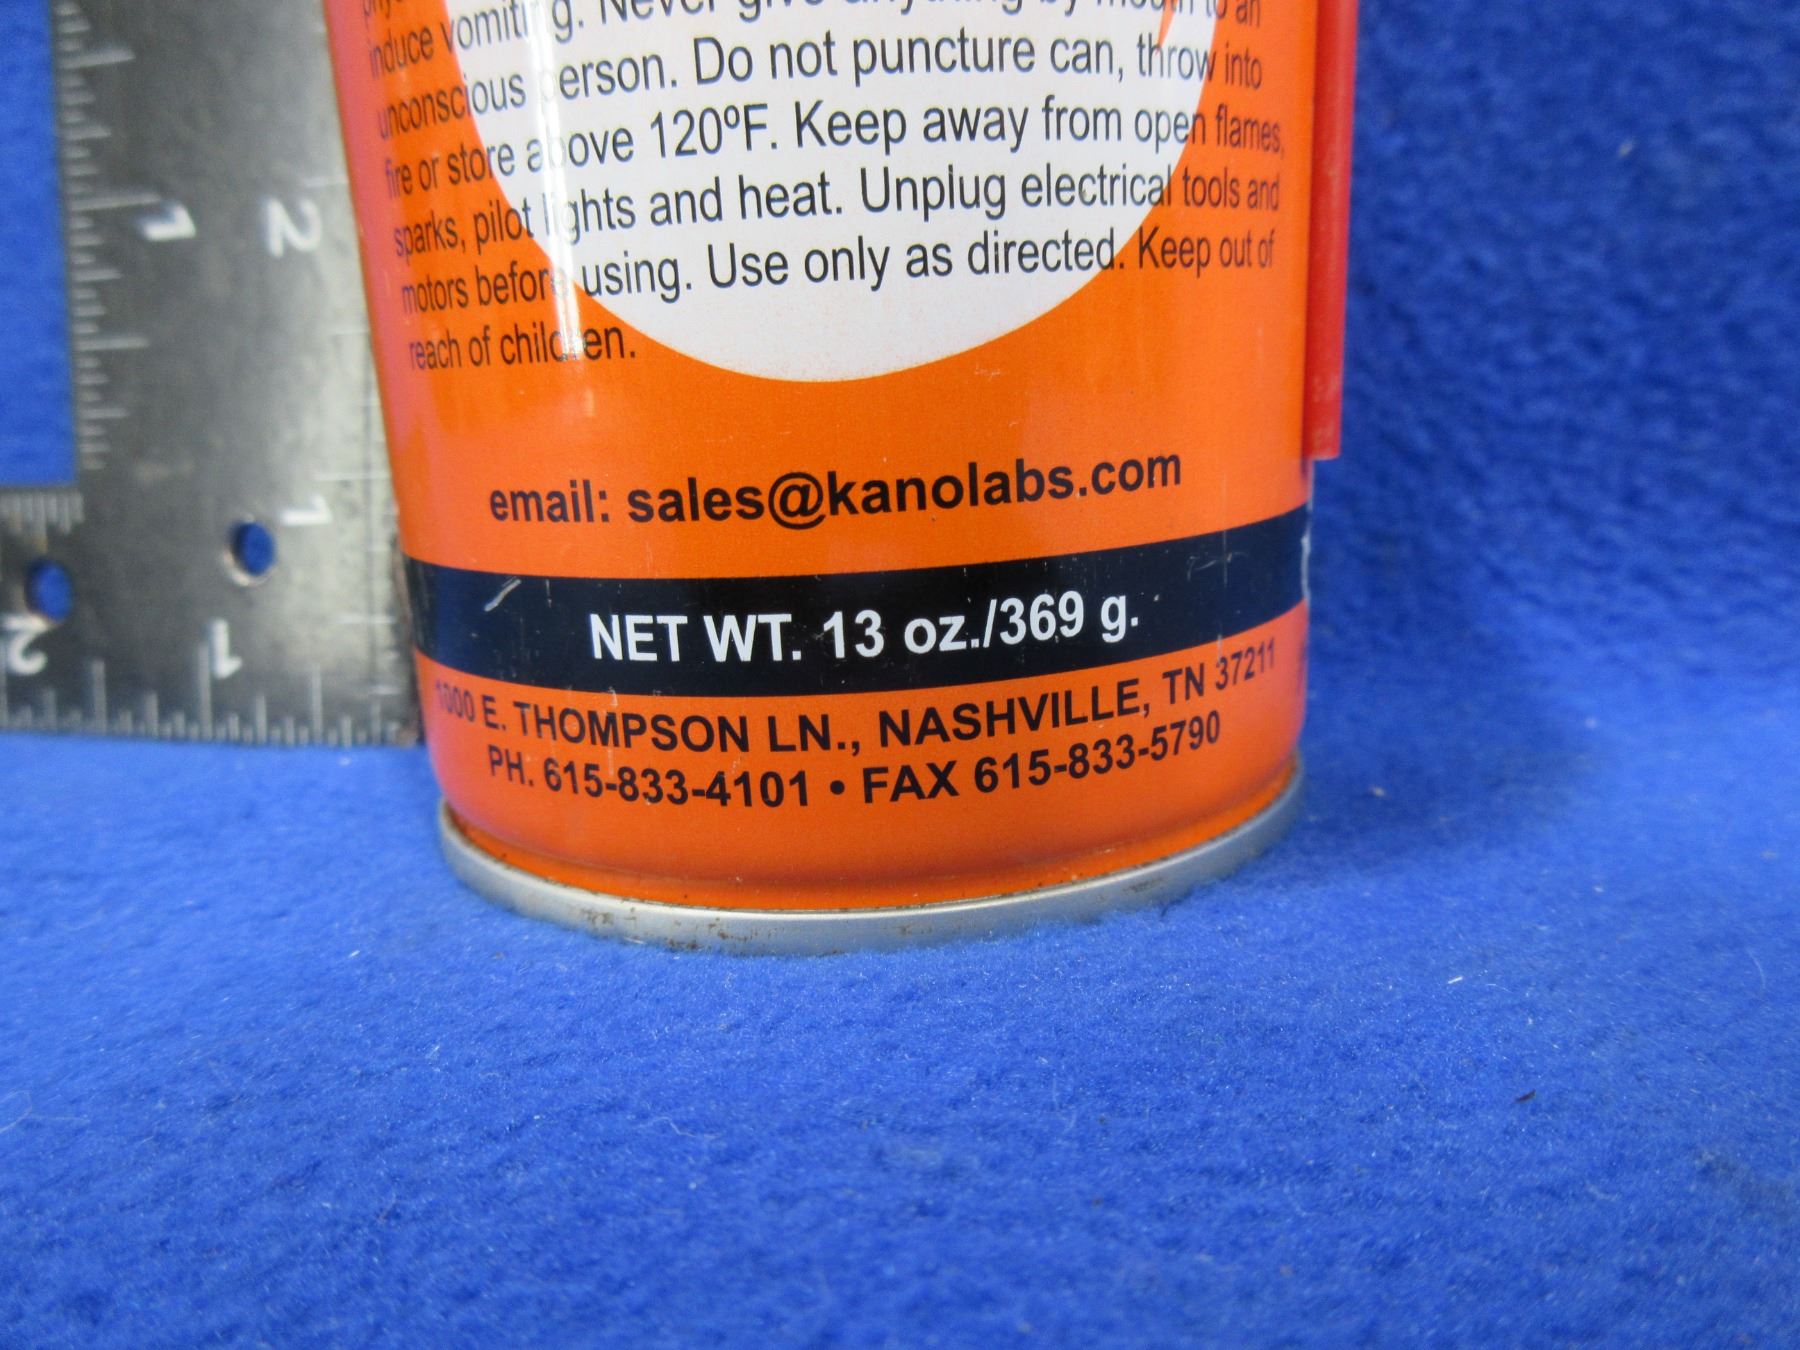 induce vomiting. Never give anything by mouth to an
unconscious person. Do not puncture can, throw into
fire or store above 120ºF. Keep away from open flames,
sparks, pilot lights and heat. Unplug electrical tools and
motors before using. Use only as directed. Keep out of
reach of children.
email: sales@kanolabs.com
NET WT. 13 oz./369 g.
1000 E. THOMPSON LN., NASHVILLE, TN 37211
PH. 615-833-4101 • FAX 615-833-5790
1 2
1
2 1